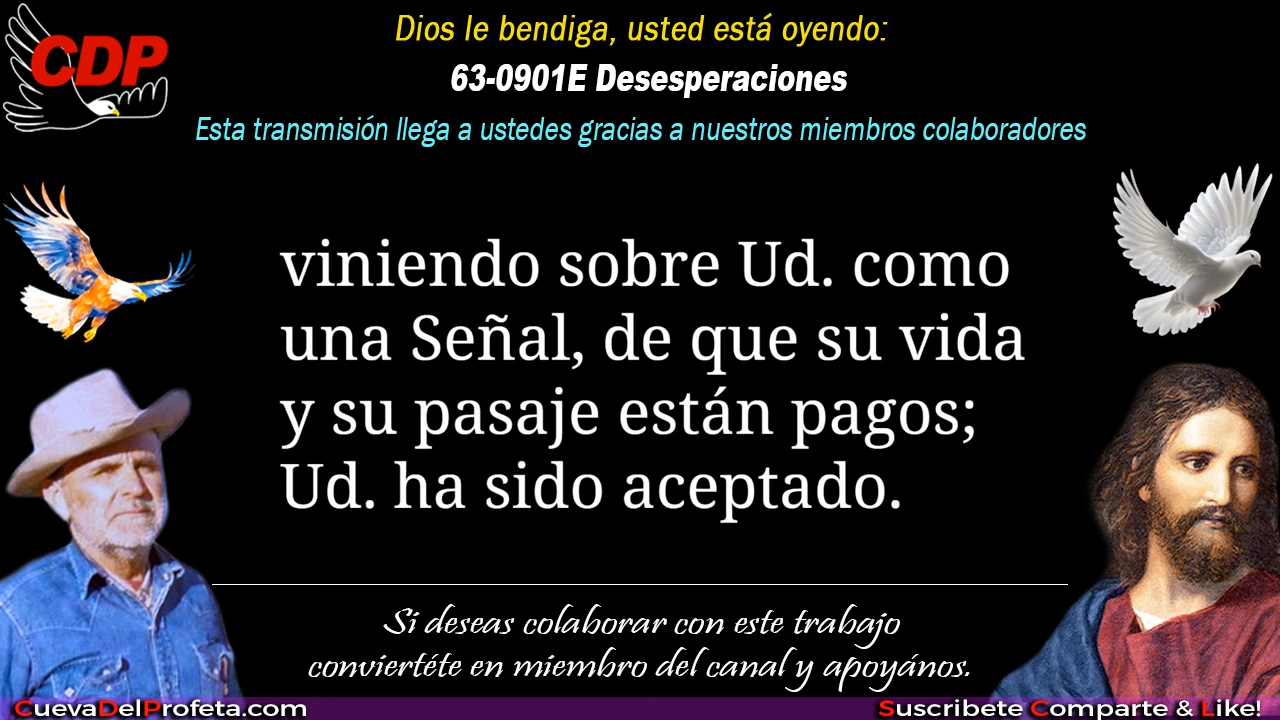 CDP
Dios le bendiga, usted está oyendo:
63-0901E Desesperaciones
Esta transmisión llega a ustedes gracias a nuestros miembros colaboradores
viniendo sobre Ud. como
una Señal, de que su vida
y su pasaje están pagos;
Ud. ha sido aceptado.
Si deseas colaborar con este trabajo
conviertéte en miembro del canal y apoyános.
CuevaDelProfeta.com
Suscribete Comparte & Like!